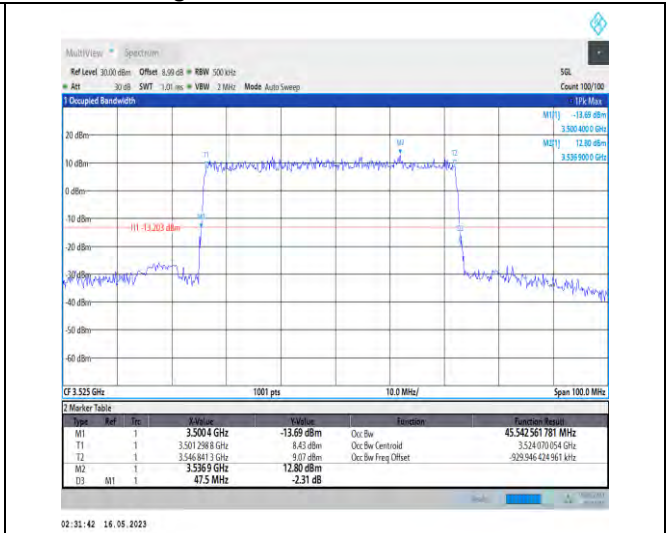 MultiView Spectrum
Ref Level 30.00 dBm Offset 8.99 dB RBW 500 kHz SGL
Att 30 dB SWT 1.01 ms VBW 2 MHz Mode Auto Sweep Count 100/100
1 Occupied Bandwidth 1Pk Max
M1[1] -13.69 dBm
3.500 400 0 GHz
M2[1] 12.80 dBm
3.536 900 0 GHz
20 dBm
M2
T1 T2
10 dBm
0 dBm
-10 dBm
M1
H1 -13.203 dBm
D3
-20 dBm
-30 dBm
-40 dBm
-50 dBm
-60 dBm
CF 3.525 GHz 1001 pts 10.0 MHz/ Span 100.0 MHz
2 Marker Table
Type Ref Trc X-Value Y-Value Function Function Result
M1 1 3.5004 GHz -13.69 dBm Occ Bw 45.542 561 781 MHz
T1 1 3.501 298 8 GHz 8.43 dBm Occ Bw Centroid 3.524 070 054 GHz
T2 1 3.546 841 3 GHz 9.07 dBm Occ Bw Freq Offset -929.946 424 961 kHz
M2 1 3.5369 GHz 12.80 dBm
D3 M1 1 47.5 MHz -2.31 dB
02:31:42 16.05.2023